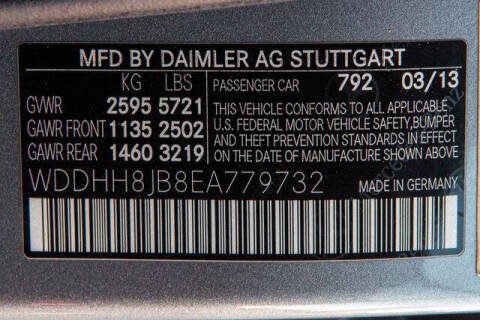 MFD BY DAIMLER AG STUTTGART
KG LBS PASSENGER CAR 792 03/13
GVWR 2595 5721
GAWR FRONT 1135 2502
GAWR REAR 1460 3219
THIS VEHICLE CONFORMS TO ALL APPLICABLE
U.S. FEDERAL MOTOR VEHICLE SAFETY, BUMPER
AND THEFT PREVENTION STANDARDS IN EFFECT
ON THE DATE OF MANUFACTURE SHOWN ABOVE
WDDHH8JB8EA779732 MADE IN GERMANY